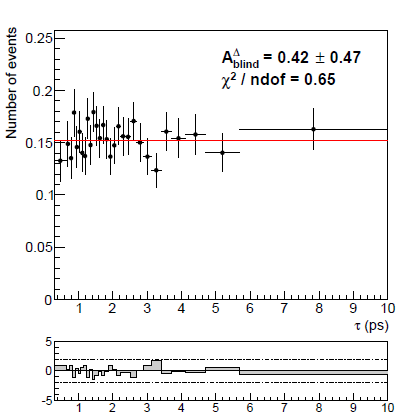 Number of events
A^Δ_blind = 0.42 ± 0.47
χ² / ndof = 0.65
0.25
0.2
0.15
0.1
0.05
0
1 2 3 4 5 6 7 8 9 10
τ (ps)
5
0
-5
1 2 3 4 5 6 7 8 9 10